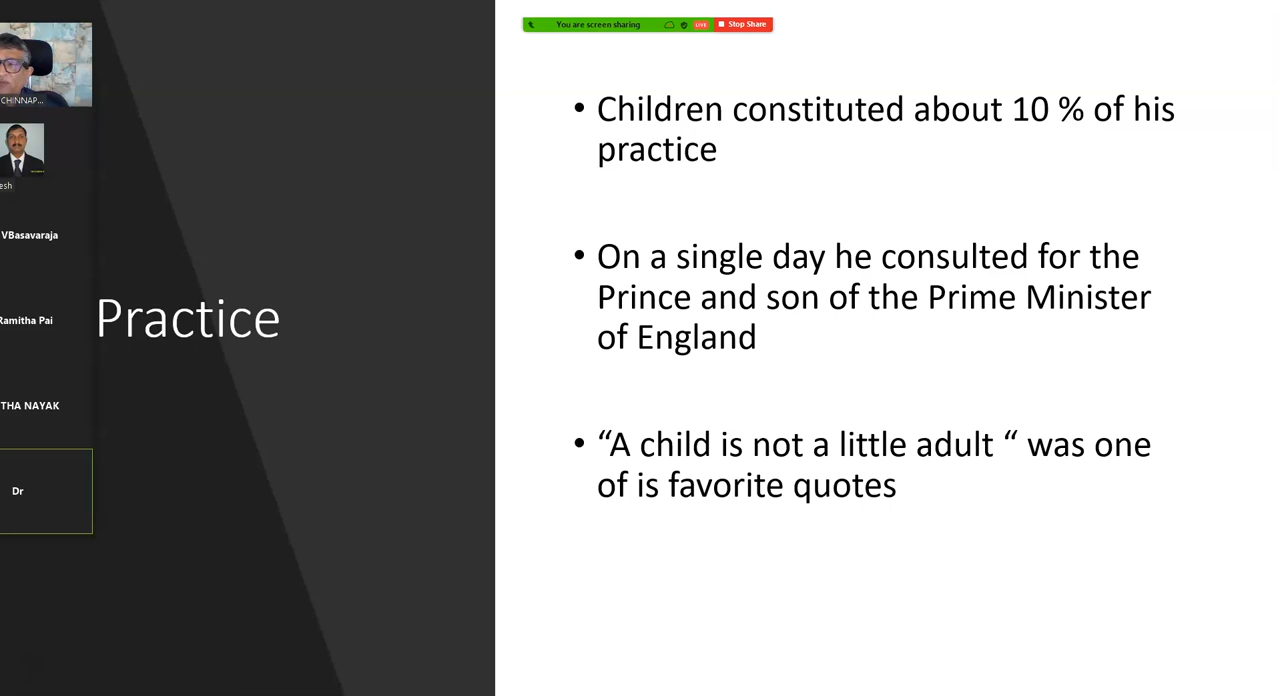 You are screen sharing
LIVE
Stop Share
CHINNAP...
esh
VBasavaraja
Ramitha Pai
THA NAYAK
Dr
Practice
• Children constituted about 10 % of his
practice
• On a single day he consulted for the
Prince and son of the Prime Minister
of England
• “A child is not a little adult “ was one
of is favorite quotes